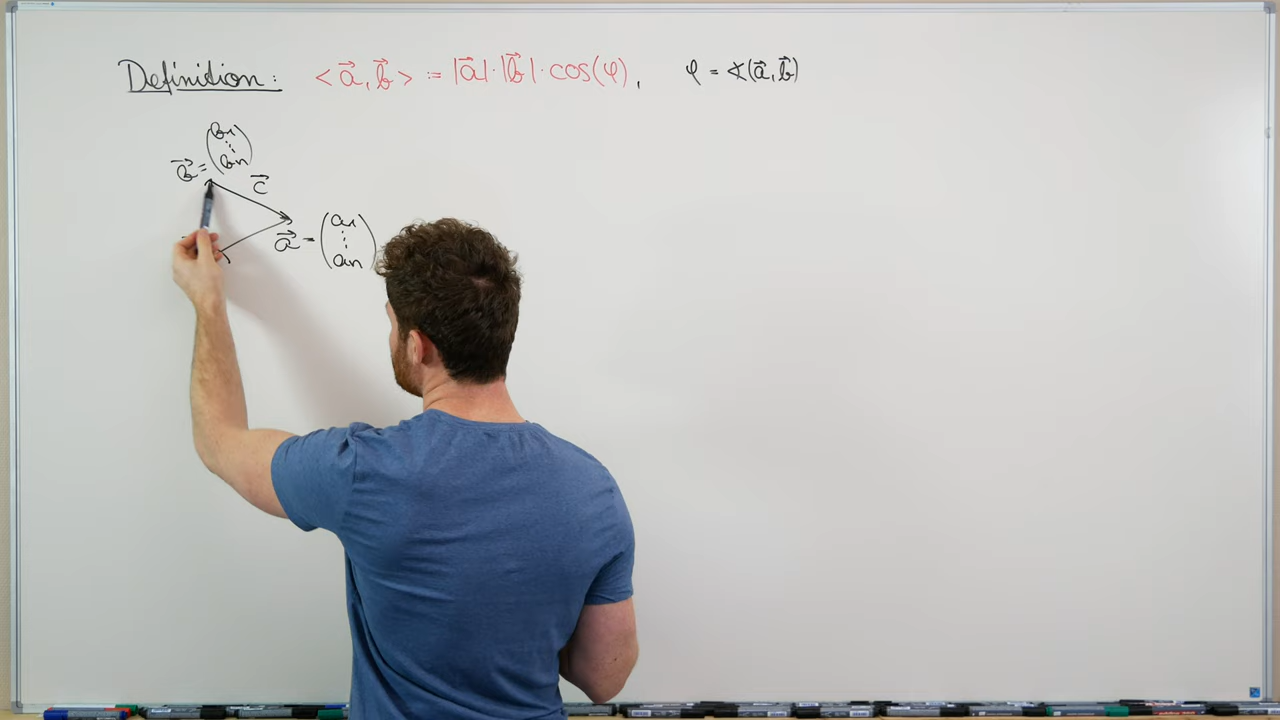 Definition: <a⃗, b⃗> := |a⃗|·|b⃗|·cos(φ), φ = ∢(a⃗, b⃗)
b⃗ = (b₁ ⋮ bₙ)
c⃗
a⃗ = (a₁ ⋮ aₙ)